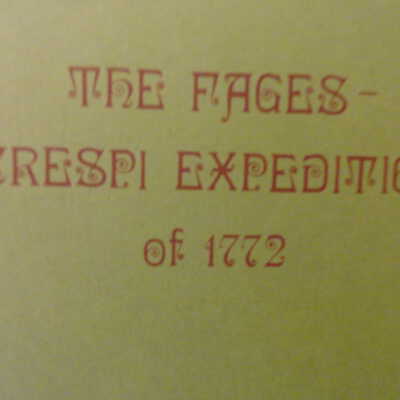 THE FAGES-
CRESPI EXPEDITIO
of 1772